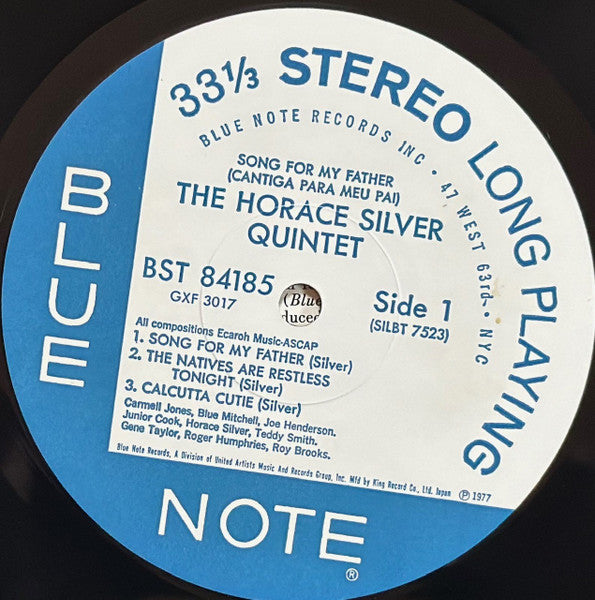 33⅓ STEREO LONG PLAYING
BLUE NOTE RECORDS INC • 47 WEST 63rd • NYC
SONG FOR MY FATHER
(CANTIGA PARA MEU PAI)
THE HORACE SILVER
QUINTET
BST 84185
GXF 3017
(Blue
duced
Side 1
(SILBT 7523)
All compositions Ecaroh Music-ASCAP
1. SONG FOR MY FATHER (Silver)
2. THE NATIVES ARE RESTLESS
TONIGHT (Silver)
3. CALCUTTA CUTIE (Silver)
Carmell Jones, Blue Mitchell, Joe Henderson.
Junior Cook, Horace Silver, Teddy Smith.
Gene Taylor, Roger Humphries, Roy Brooks.
Blue Note Records, A Division of United Artists Music And Records Group, Inc. Mfd by King Record Co., Ltd. Japan ℗ 1977
BLUE
NOTE ®